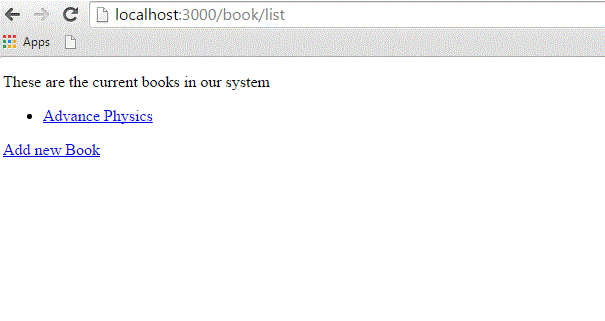 localhost:3000/book/list
Apps
These are the current books in our system
Advance Physics
Add new Book